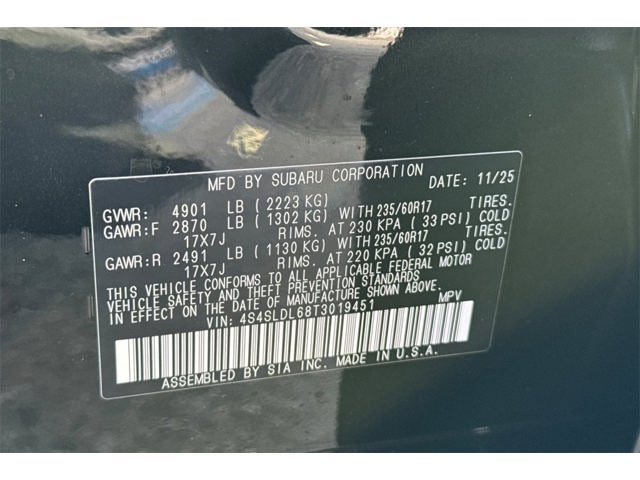 MFD BY SUBARU CORPORATION DATE: 11/25
GVWR: 4901 LB ( 2223 KG)
GAWR:F 2870 LB ( 1302 KG) WITH 235/60R17 TIRES.
17X7J RIMS. AT 230 KPA ( 33 PSI) COLD
GAWR:R 2491 LB ( 1130 KG) WITH 235/60R17 TIRES.
17X7J RIMS. AT 220 KPA ( 32 PSI) COLD
THIS VEHICLE CONFORMS TO ALL APPLICABLE FEDERAL MOTOR
VEHICLE SAFETY AND THEFT PREVENTION STANDARDS
IN EFFECT ON THE DATE OF MANUFACTURE SHOWN ABOVE.
VIN: 4S4SLDL68T3019451 MPV
ASSEMBLED BY SIA INC. MADE IN U.S.A.